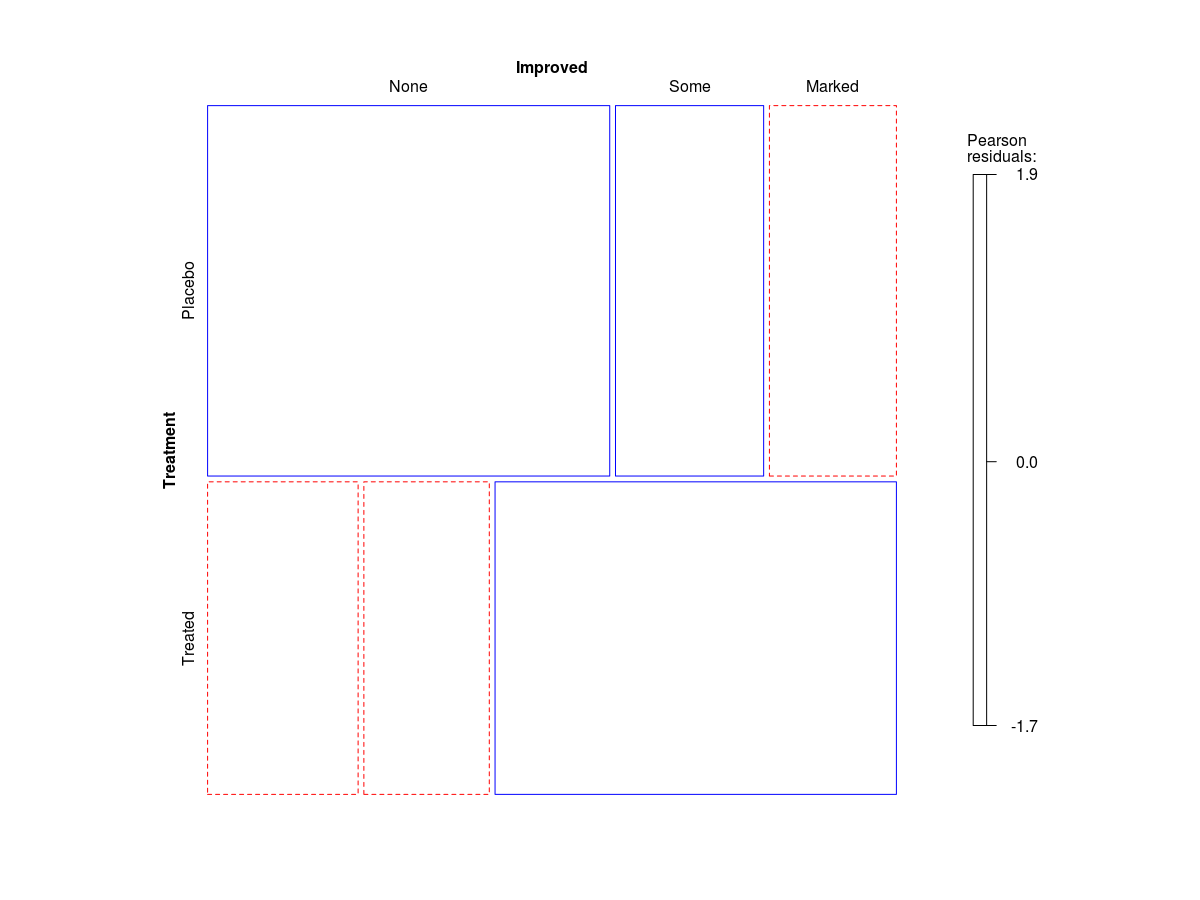 Improved
None Some Marked
Pearson
residuals:
1.9
0.0
-1.7
Treatment
Placebo
Treated